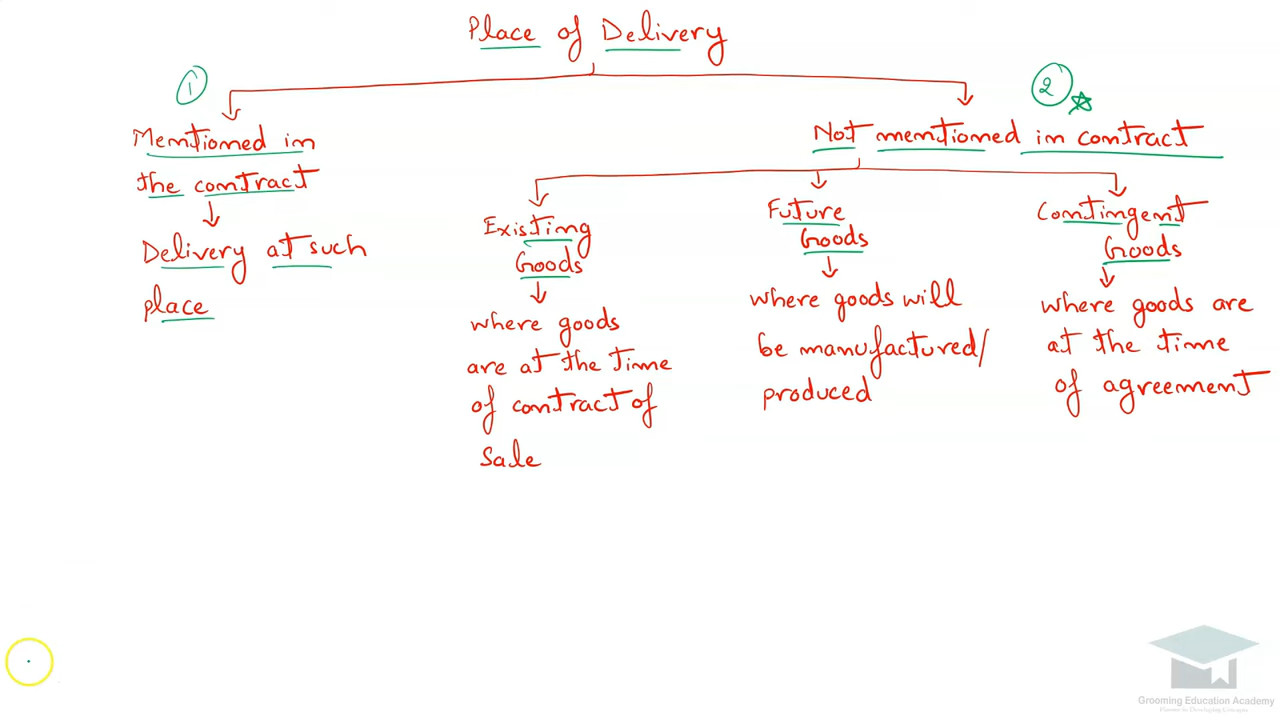 Place of Delivery
1
2
Mentioned in
the contract
Delivery at such
place
Not mentioned in contract
Existing
Goods
where goods
are at the time
of contract of
Sale
Future
Goods
where goods will
be manufactured/
produced
Contingent
Goods
where goods are
at the time
of agreement
Grooming Education Academy